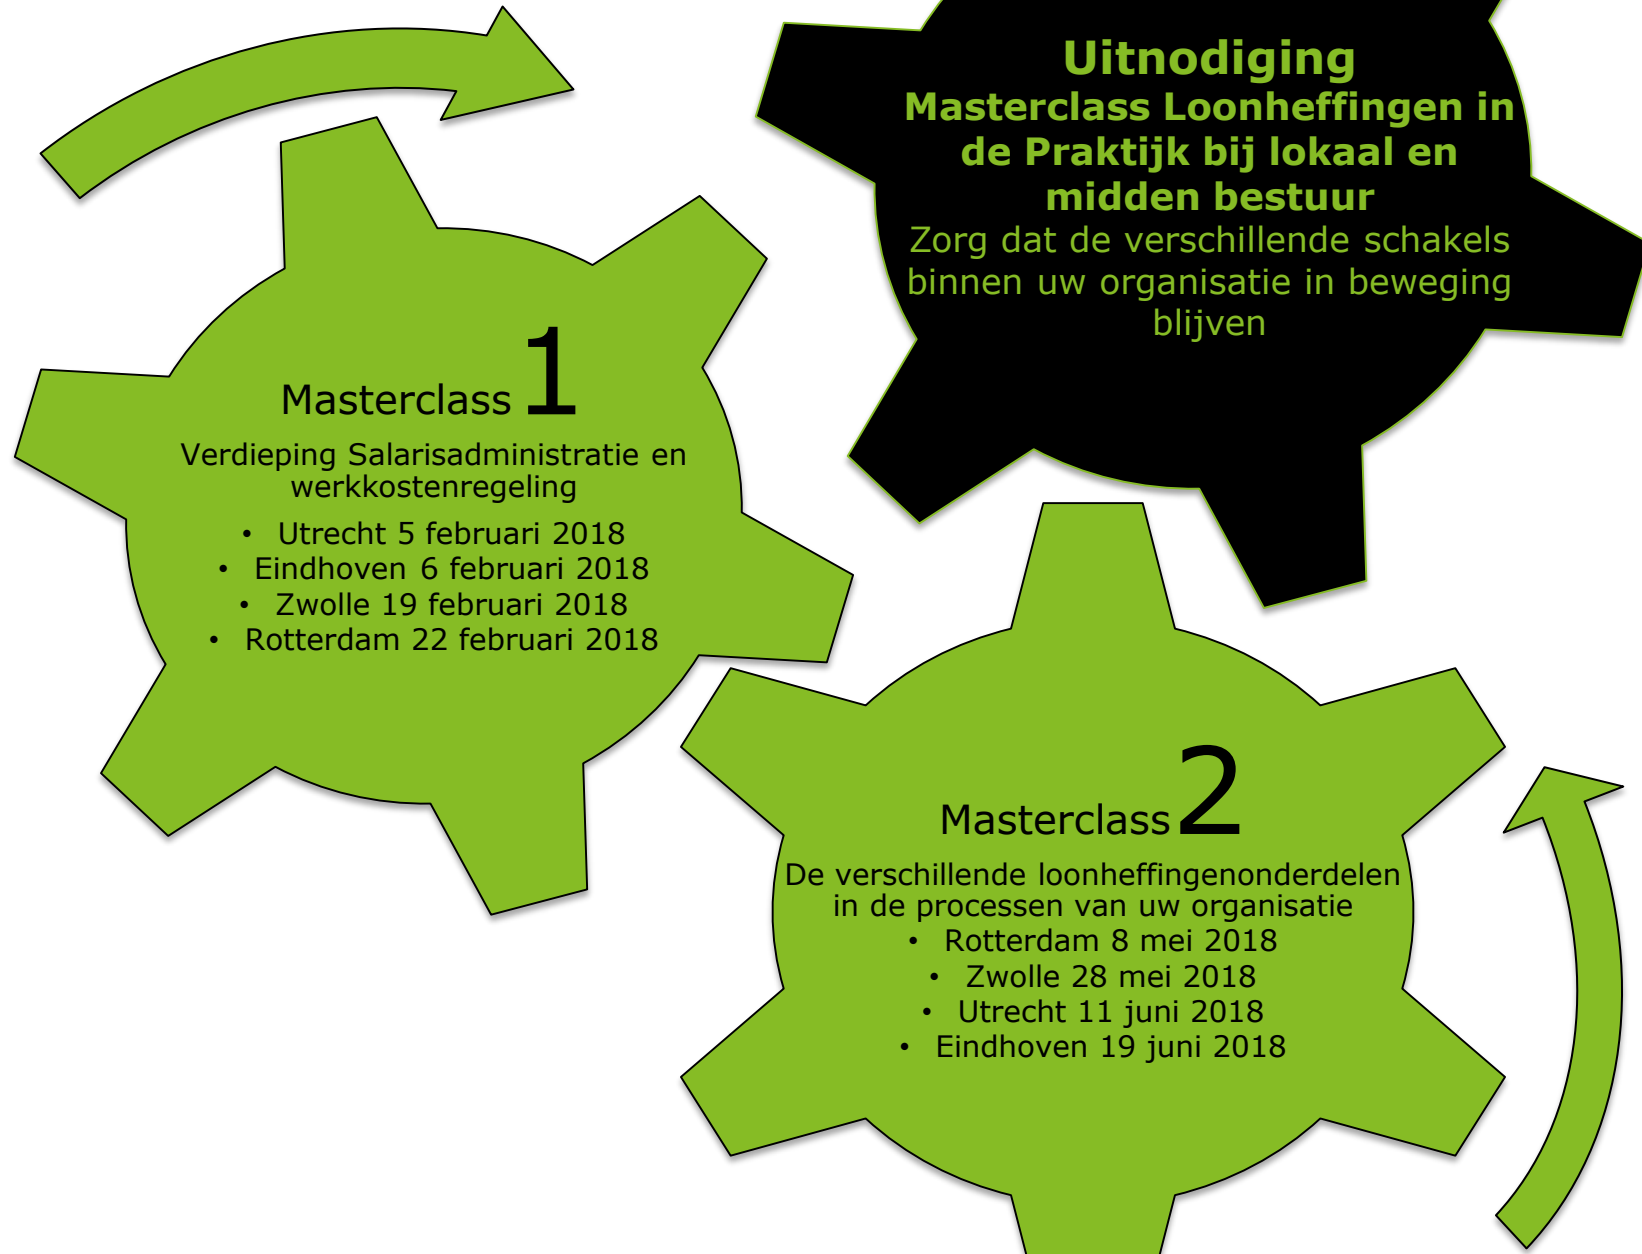 Uitnodiging
Masterclass Loonheffingen in
de Praktijk bij lokaal en
midden bestuur
Zorg dat de verschillende schakels
binnen uw organisatie in beweging
blijven
Masterclass 1
Verdieping Salarisadministratie en
werkkostenregeling
• Utrecht 5 februari 2018
• Eindhoven 6 februari 2018
• Zwolle 19 februari 2018
• Rotterdam 22 februari 2018
Masterclass 2
De verschillende loonheffingenonderdelen
in de processen van uw organisatie
• Rotterdam 8 mei 2018
• Zwolle 28 mei 2018
• Utrecht 11 juni 2018
• Eindhoven 19 juni 2018